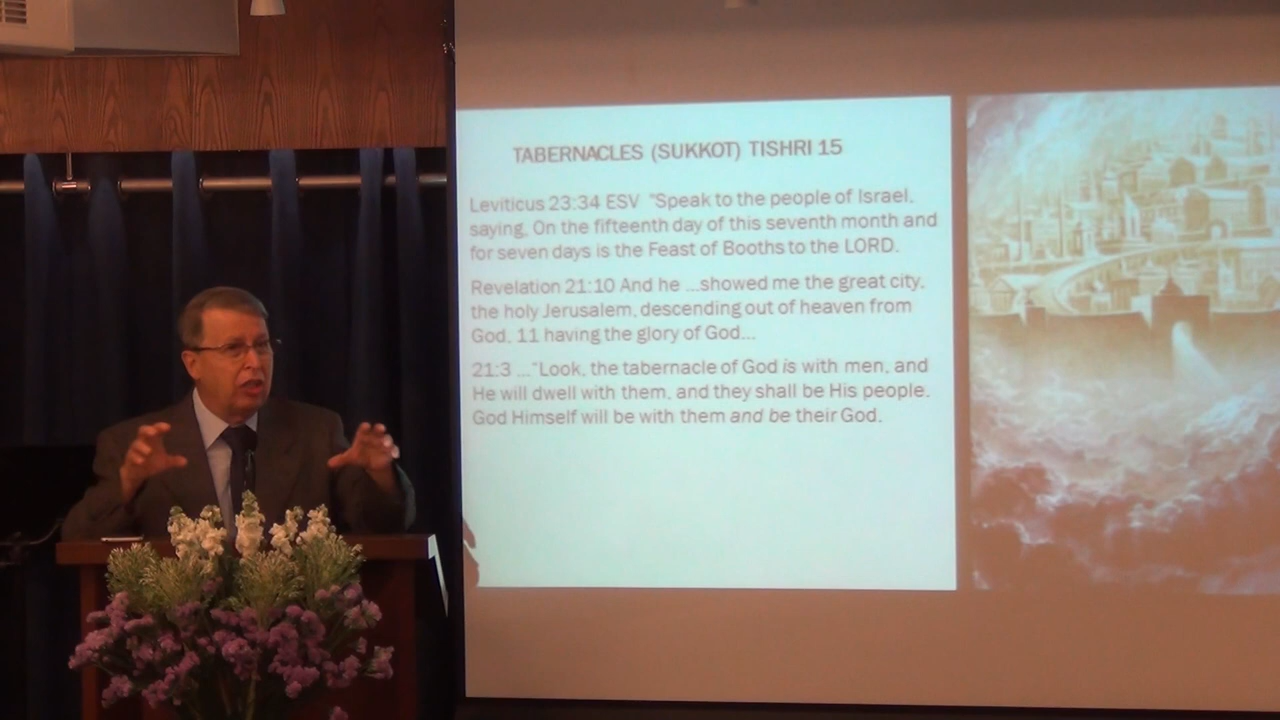 TABERNACLES (SUKKOT) TISHRI 15
Leviticus 23:34 ESV "Speak to the people of Israel,
saying, On the fifteenth day of this seventh month and
for seven days is the Feast of Booths to the LORD.
Revelation 21:10 And he ...showed me the great city,
the holy Jerusalem, descending out of heaven from
God, 11 having the glory of God...
21:3 ..."Look, the tabernacle of God is with men, and
He will dwell with them, and they shall be His people.
God Himself will be with them and be their God.